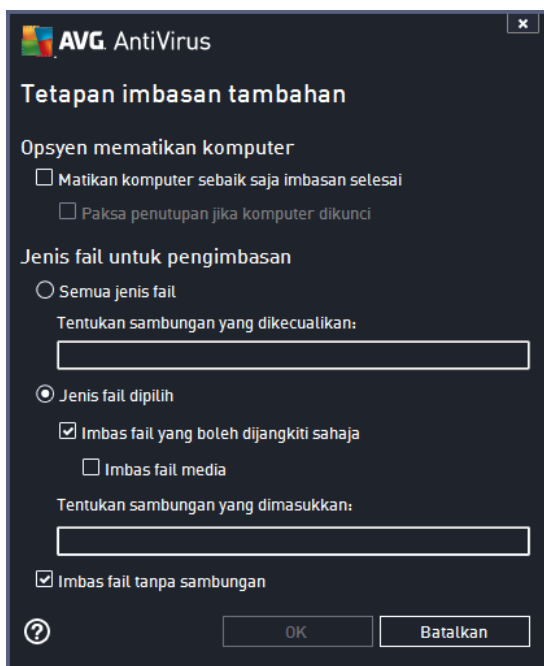 AVG. AntiVirus
Tetapan imbasan tambahan
Opsyen mematikan komputer
Matikan komputer sebaik saja imbasan selesai
Paksa penutupan jika komputer dikunci
Jenis fail untuk pengimbasan
Semua jenis fail
Tentukan sambungan yang dikecualikan:
Jenis fail dipilih
Imbas fail yang boleh dijangkiti sahaja
Imbas fail media
Tentukan sambungan yang dimasukkan:
Imbas fail tanpa sambungan
OK Batalkan